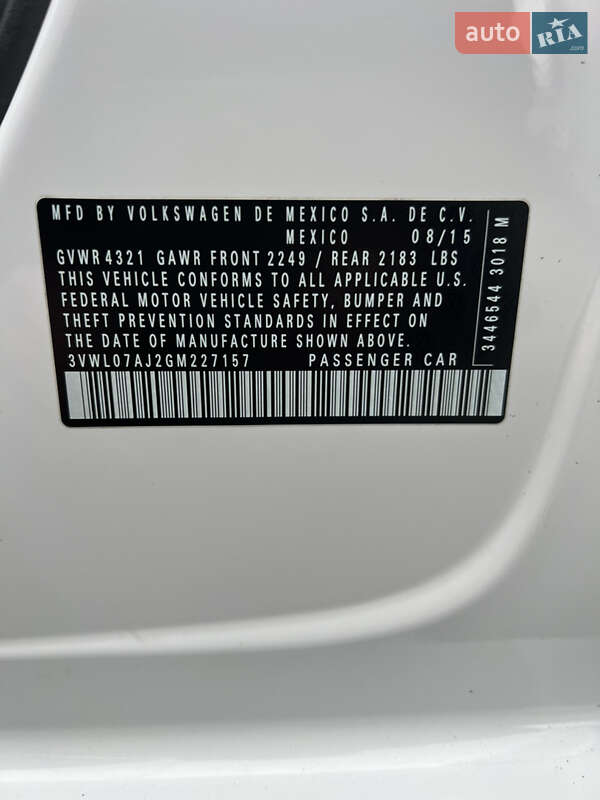 auto RIA .com
MFD BY VOLKSWAGEN DE MEXICO S.A. DE C.V.
MEXICO 08/15
GVWR 4321 GAWR FRONT 2249 / REAR 2183 LBS
THIS VEHICLE CONFORMS TO ALL APPLICABLE U.S.
FEDERAL MOTOR VEHICLE SAFETY, BUMPER AND
THEFT PREVENTION STANDARDS IN EFFECT ON
THE DATE OF MANUFACTURE SHOWN ABOVE.
3VWL07AJ2GM227157 PASSENGER CAR
3446544 3018 M